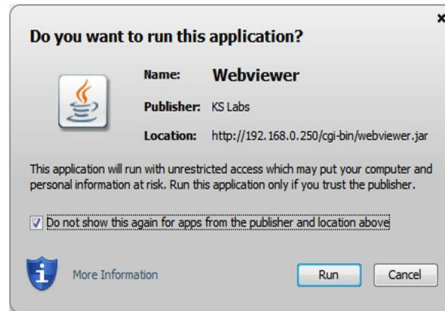 Do you want to run this application?
Name: Webviewer
Publisher: KS Labs
Location: http://192.168.0.250/cgi-bin/webviewer.jar
This application will run with unrestricted access which may put your computer and
personal information at risk. Run this application only if you trust the publisher.
Do not show this again for apps from the publisher and location above
More Information
Run
Cancel